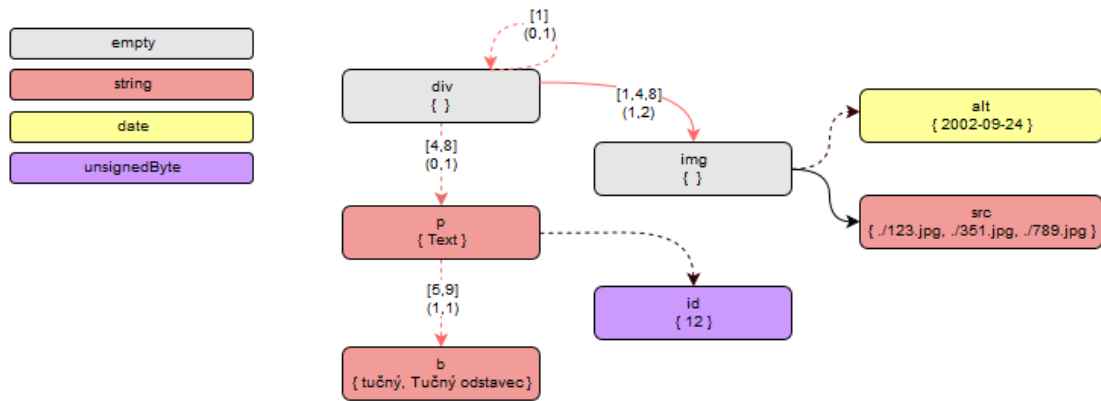 empty
string
date
unsignedByte
[1]
(0,1)
div
{ }
[1,4,8]
(1,2)
alt
{ 2002-09-24 }
[4,8]
(0,1)
img
{ }
p
{ Text }
src
{ ./123.jpg, ./351.jpg, ./789.jpg }
[5,9]
(1,1)
id
{ 12 }
b
{ tučný, Tučný odstavec }